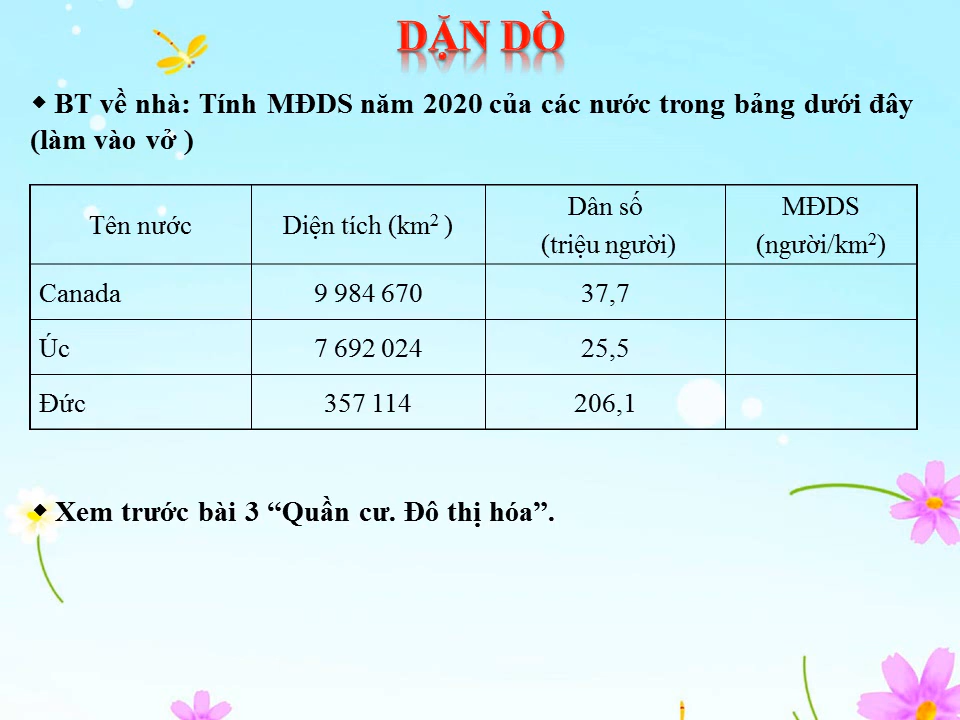 DẶN DÒ
◆ BT về nhà: Tính MĐDS năm 2020 của các nước trong bảng dưới đây
(làm vào vở )
Tên nước Diện tích (km² ) Dân số (triệu người) MĐDS (người/km²)
Canada 9 984 670 37,7
Úc 7 692 024 25,5
Đức 357 114 206,1
◆ Xem trước bài 3 “Quần cư. Đô thị hóa”.